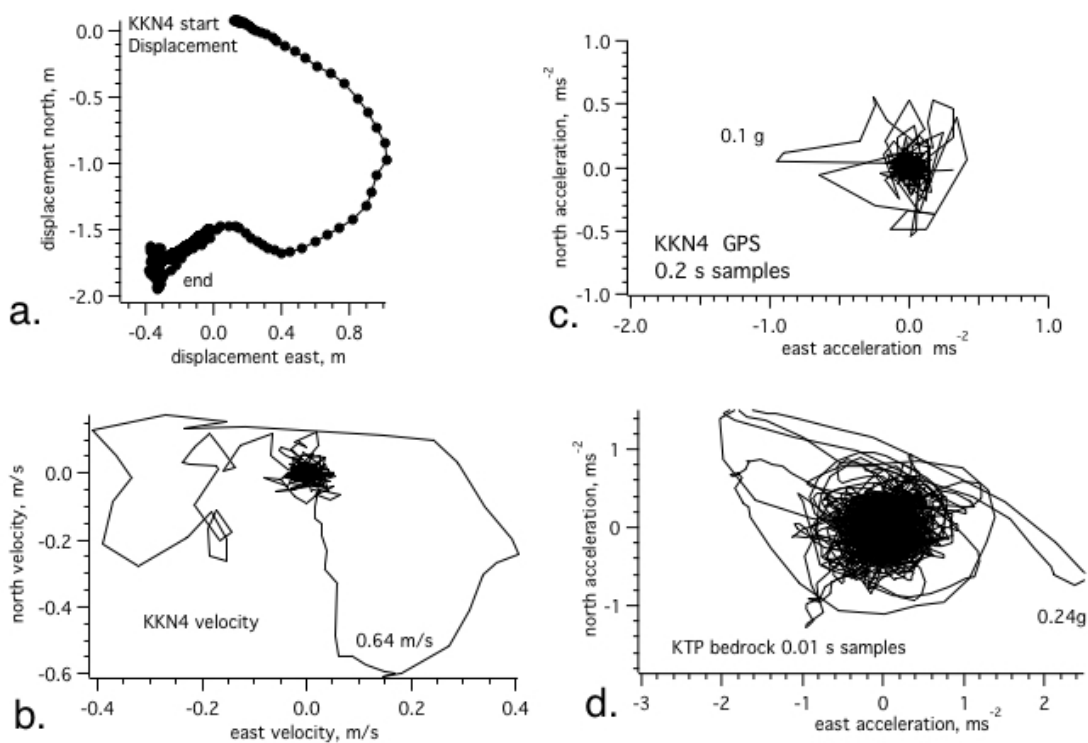 KKN4 start
Displacement
0.0
-0.5
-1.0
-1.5
-2.0
displacement north, m
end
-0.4 0.0 0.4 0.8
displacement east, m
a.
1.0
0.5
0.0
-0.5
-1.0
north acceleration, ms-2
0.1 g
KKN4 GPS
0.2 s samples
-2.0 -1.0 0.0 1.0
east acceleration ms-2
c.
0.0
-0.2
-0.4
-0.6
north velocity, m/s
KKN4 velocity
0.64 m/s
-0.4 -0.2 0.0 0.2 0.4
east velocity, m/s
b.
1
0
-1
north acceleration, ms-2
0.24g
KTP bedrock 0.01 s samples
-3 -2 -1 0 1 2
east acceleration, ms-2
d.